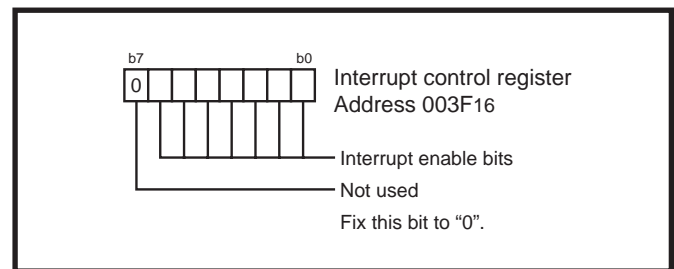 b7 b0
0
Interrupt control register
Address 003F16
Interrupt enable bits
Not used
Fix this bit to “0”.